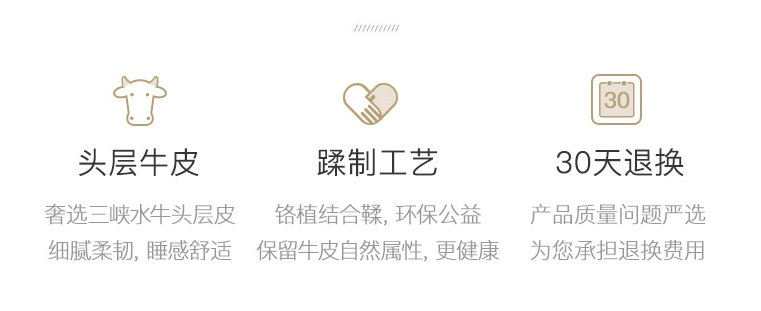 30
头层牛皮
蹂制工艺
30天退换
奢选三峡水牛头层皮
细腻柔韧, 睡感舒适
铬植结合鞣, 环保公益
保留牛皮自然属性, 更健康
产品质量问题严选
为您承担退换费用